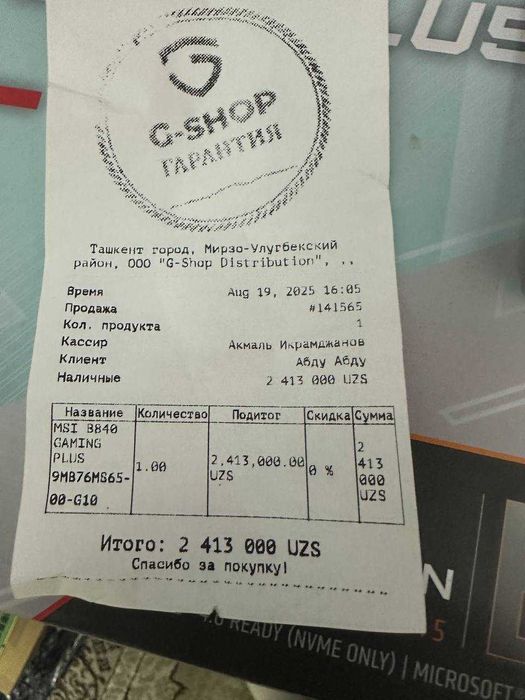 LUS
G-SHOP
ГАРАНТИЯ
Ташкент город, Мирзо-Улугбекский
район, ООО "G-Shop Distribution", ,.
Время Aug 19, 2025 16:05
Продажа #141565
Кол. продукта 1
Кассир Акмаль Икрамджанов
Клиент Абду Абду
Наличные 2 413 000 UZS
Название Количество Подитог Скидка Сумма
MSI B840 GAMING PLUS 9MB76MS65-00-G10 1.00 2,413,000.00 UZS 0 % 2 413 000 UZS
Итого: 2 413 000 UZS
Спасибо за покупку!
N
5
READY (NVME ONLY) | MICROSOFT